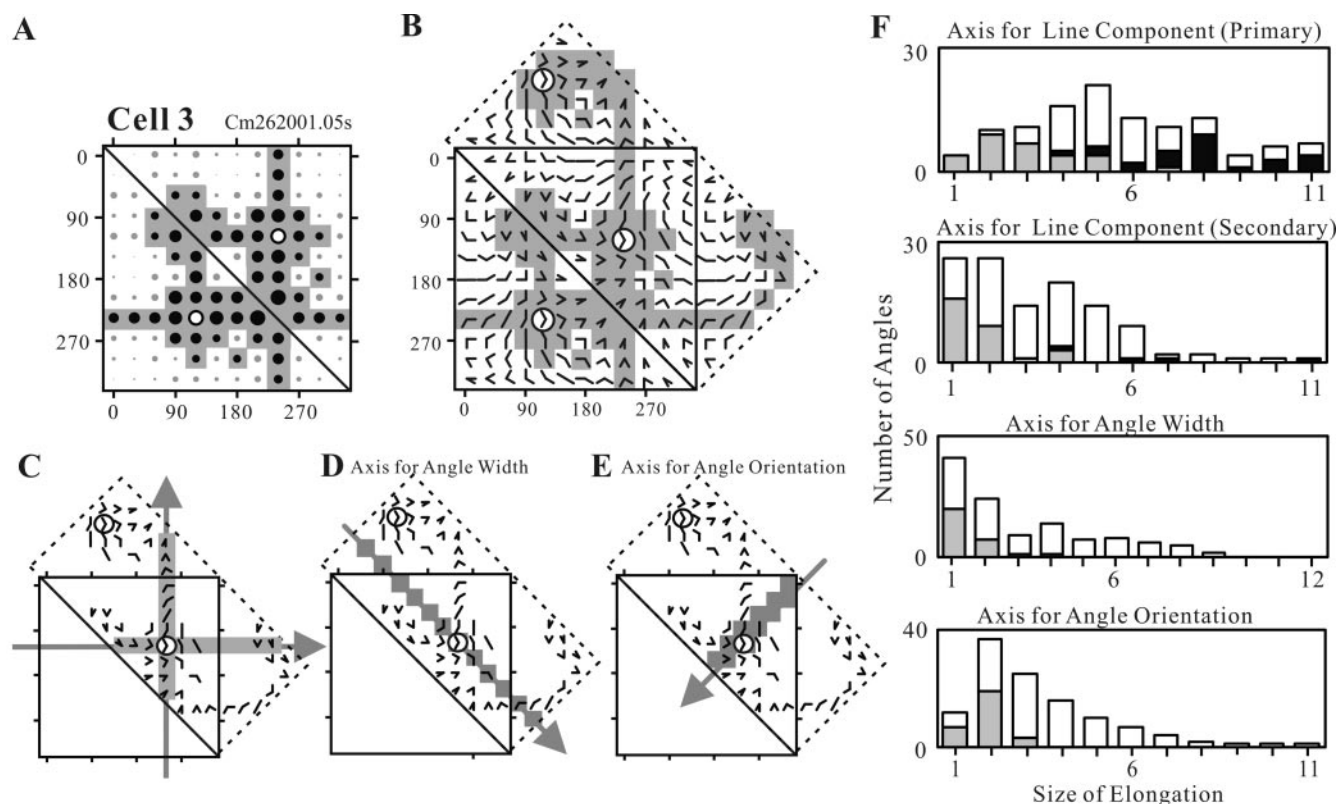 A
Cell 3
Cm262001.05s
0
90
180
270
0
90
180
270
B
0
90
180
270
0
90
180
270
C
D
Axis for Angle Width
E
Axis for Angle Orientation
F
Axis for Line Component (Primary)
30
0
1
6
11
Axis for Line Component (Secondary)
30
0
1
6
11
Axis for Angle Width
50
0
1
6
12
Axis for Angle Orientation
40
0
1
6
11
Number of Angles
Size of Elongation